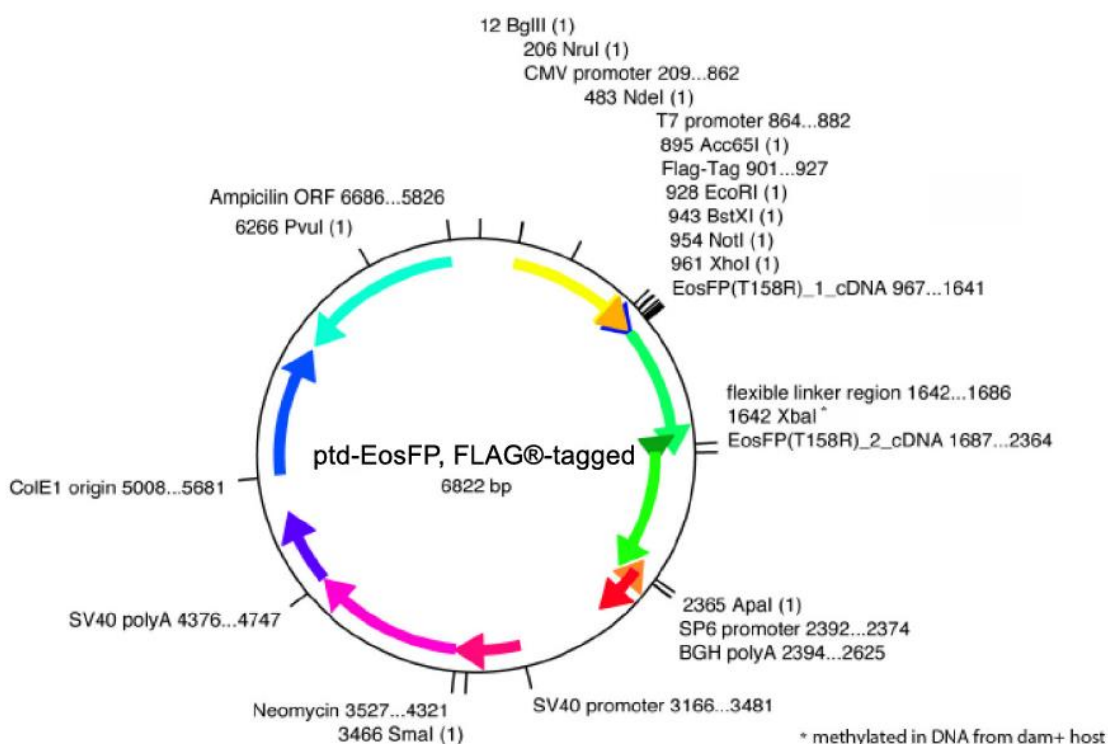 12 BglII (1)
206 NruI (1)
CMV promoter 209...862
483 NdeI (1)
T7 promoter 864...882
895 Acc65I (1)
Flag-Tag 901...927
928 EcoRI (1)
943 BstXI (1)
954 NotI (1)
961 XhoI (1)
EosFP(T158R)_1_cDNA 967...1641
Ampicilin ORF 6686...5826
6266 PvuI (1)
flexible linker region 1642...1686
1642 XbaI *
EosFP(T158R)_2_cDNA 1687...2364
ptd-EosFP, FLAG®-tagged
6822 bp
ColE1 origin 5008...5681
2365 ApaI (1)
SP6 promoter 2392...2374
BGH polyA 2394...2625
SV40 polyA 4376...4747
SV40 promoter 3166...3481
Neomycin 3527...4321
3466 SmaI (1)
* methylated in DNA from dam+ host